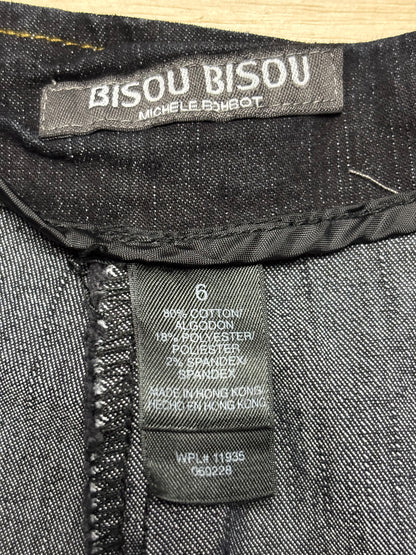 BISOU BISOU
MICHELE BOHBOT
6
80% COTTON/
ALGODON
18% POLYESTER/
POLIESTER
2% SPANDEX/
SPANDEX
MADE IN HONG KONG/
HECHO EN HONG KONG
WPL# 11935
060228